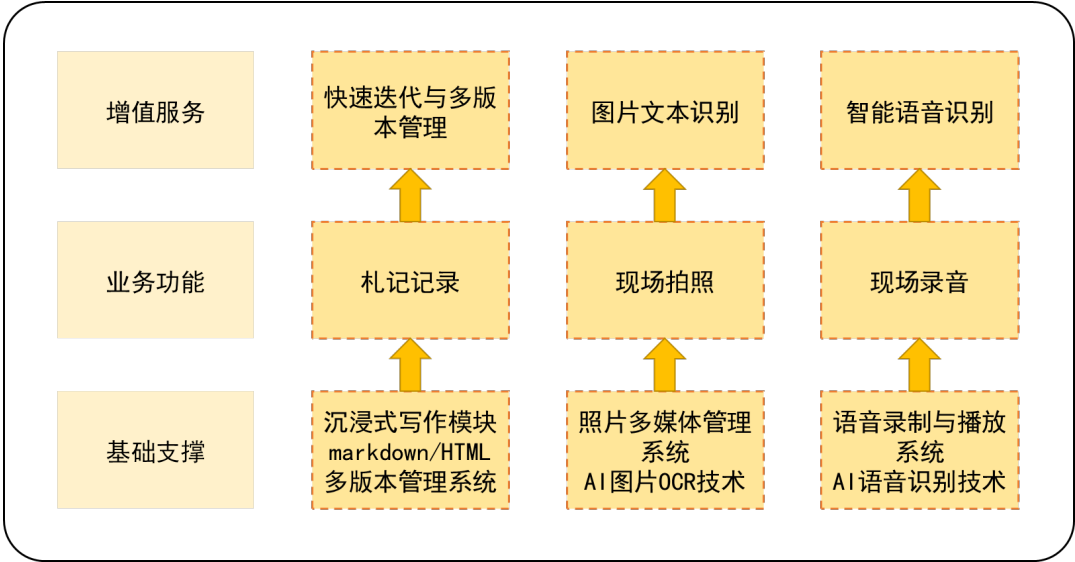 增值服务
快速迭代与多版
本管理
图片文本识别
智能语音识别
业务功能
札记记录
现场拍照
现场录音
基础支撑
沉浸式写作模块
markdown/HTML
多版本管理系统
照片多媒体管理
系统
AI图片OCR技术
语音录制与播放
系统
AI语音识别技术